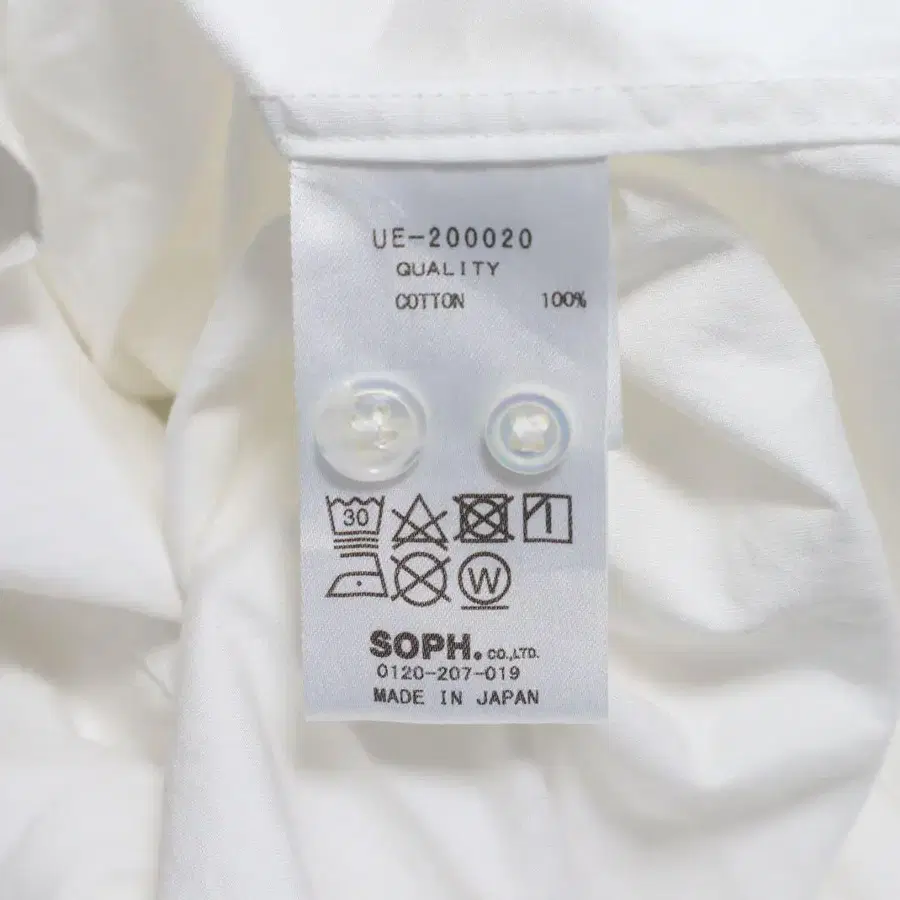 UE-200020
QUALITY
COTTON 100%
30
W
SOPH. CO.,LTD.
0120-207-019
MADE IN JAPAN